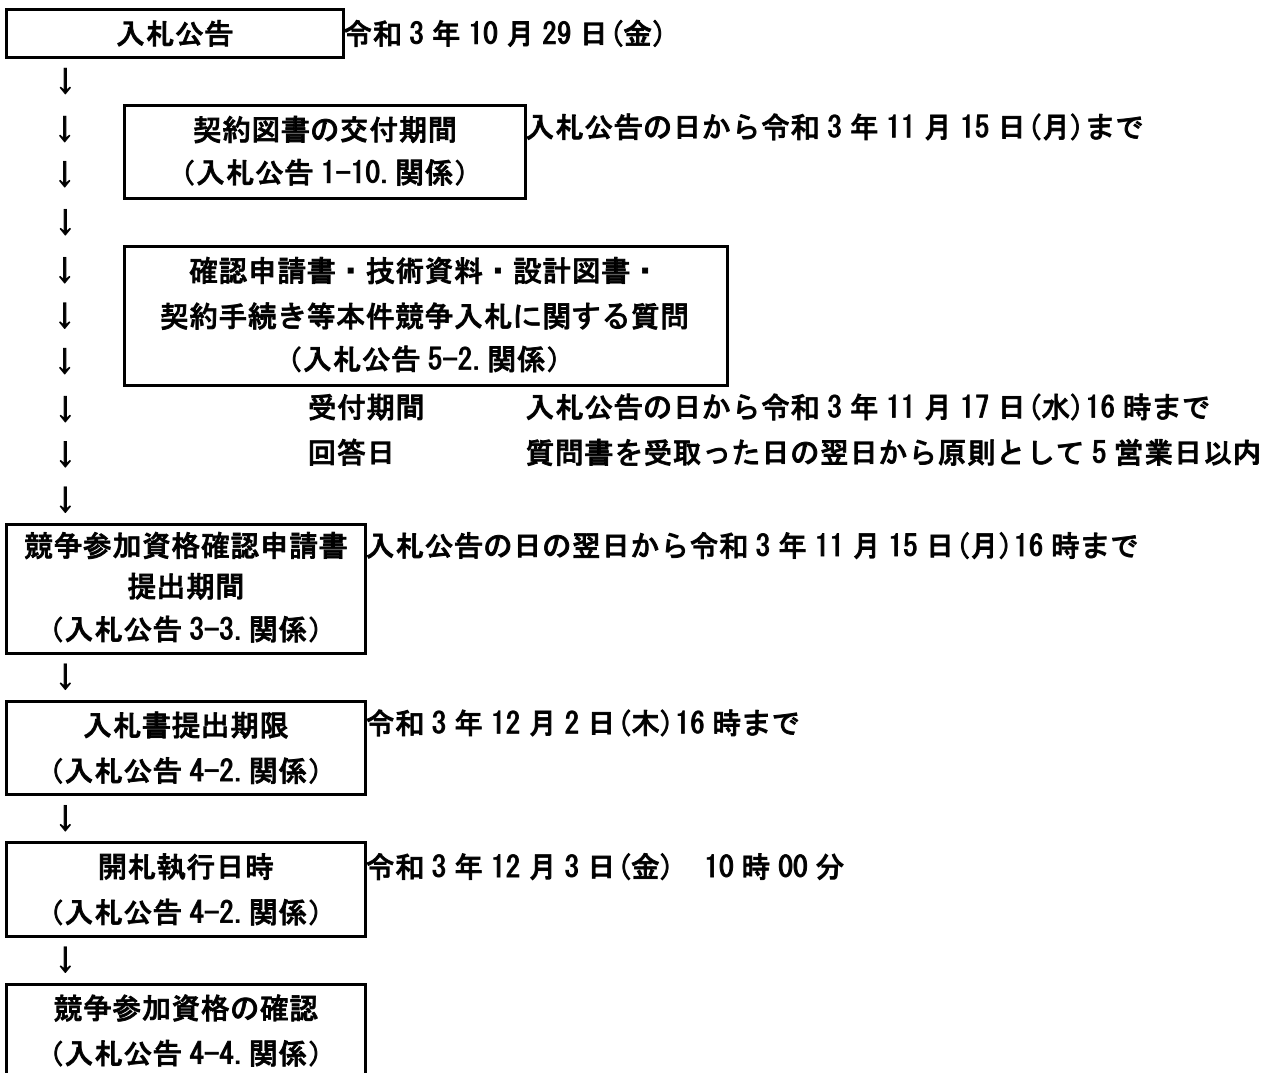 入札公告 令和3年10月29日(金)
↓
↓ 契約図書の交付期間 入札公告の日から令和3年11月15日(月)まで
↓ (入札公告1-10.関係)
↓
↓ 確認申請書・技術資料・設計図書・
↓ 契約手続き等本件競争入札に関する質問
↓ (入札公告5-2.関係)
↓ 受付期間 入札公告の日から令和3年11月17日(水)16時まで
↓ 回答日 質問書を受取った日の翌日から原則として5営業日以内
↓
競争参加資格確認申請書 入札公告の日の翌日から令和3年11月15日(月)16時まで
提出期間
(入札公告3-3.関係)
↓
入札書提出期限 令和3年12月2日(木)16時まで
(入札公告4-2.関係)
↓
開札執行日時 令和3年12月3日(金) 10時00分
(入札公告4-2.関係)
↓
競争参加資格の確認
(入札公告4-4.関係)